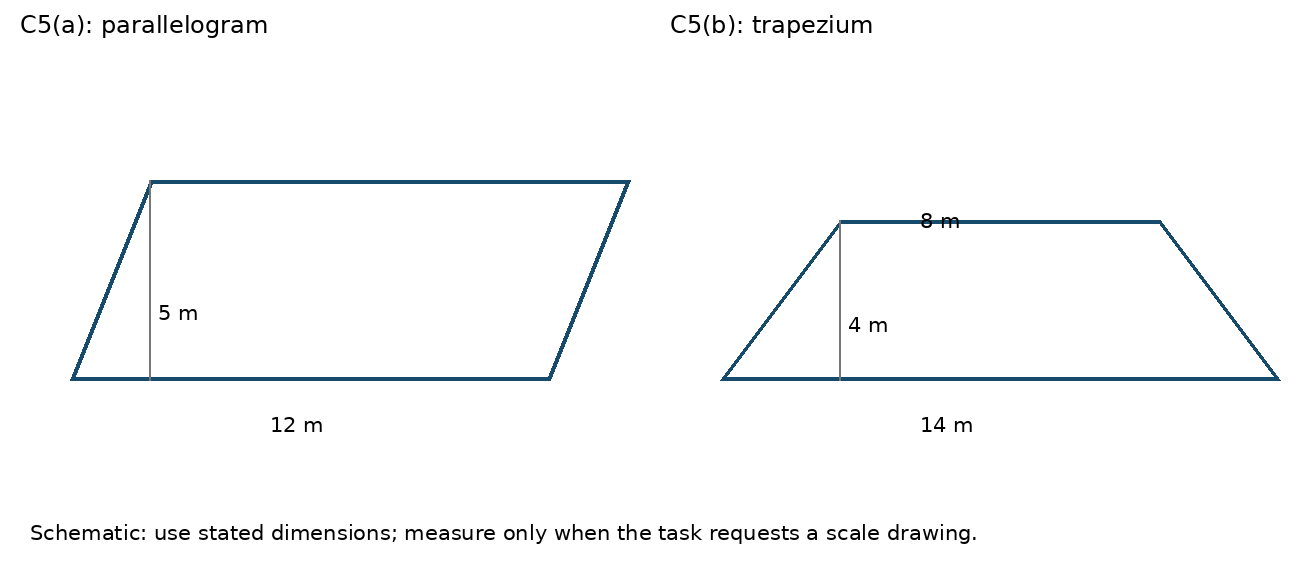 C5(a): parallelogram
C5(b): trapezium
5 m
12 m
8 m
4 m
14 m
Schematic: use stated dimensions; measure only when the task requests a scale drawing.